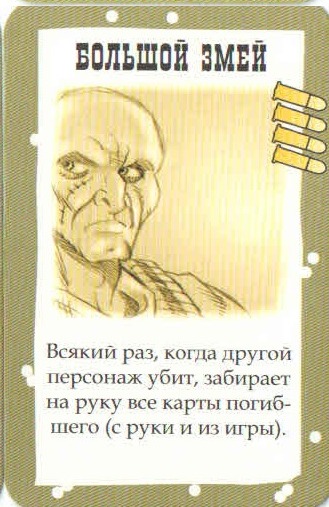 БОЛЬШОЙ ЗМЕЙ
Всякий раз, когда другой
персонаж убит, забирает
на руку все карты погиб-
шего (с руки и из игры).